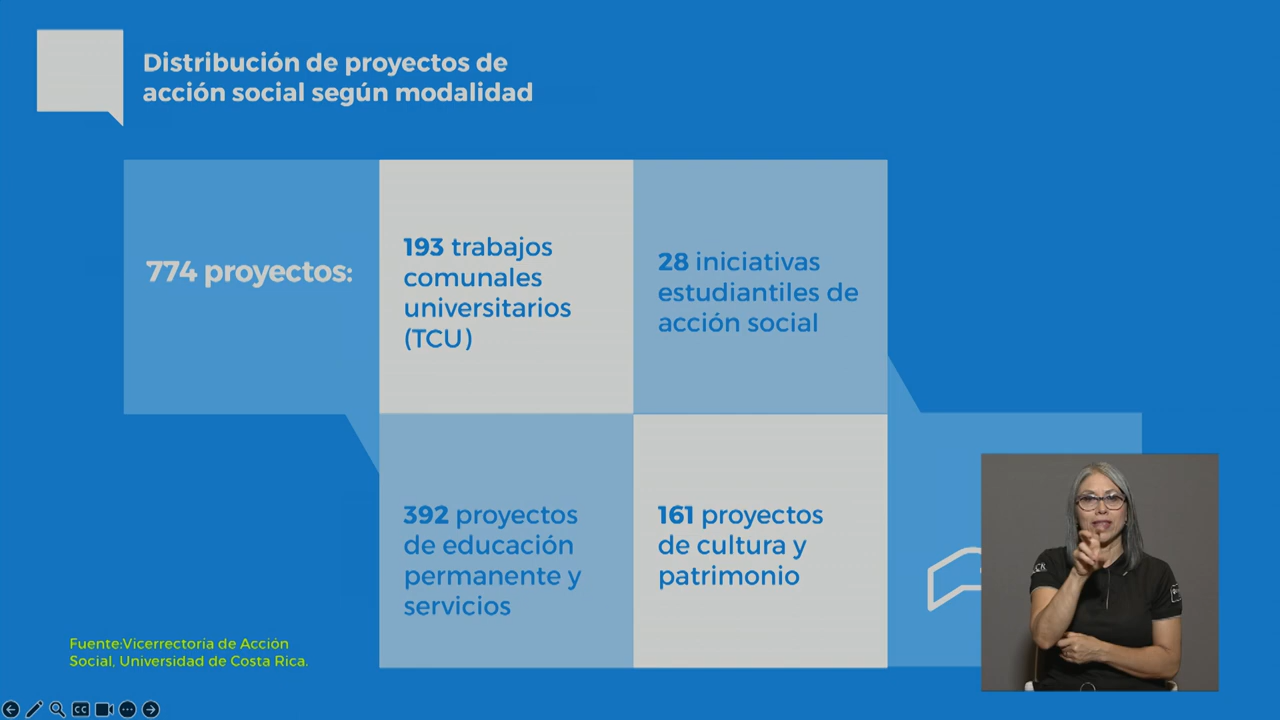 Distribución de proyectos de
acción social según modalidad
774 proyectos:
193 trabajos
comunales
universitarios
(TCU)
28 iniciativas
estudiantiles de
acción social
392 proyectos
de educación
permanente y
servicios
161 proyectos
de cultura y
patrimonio
Fuente:Vicerrectoría de Acción
Social, Universidad de Costa Rica.
CC